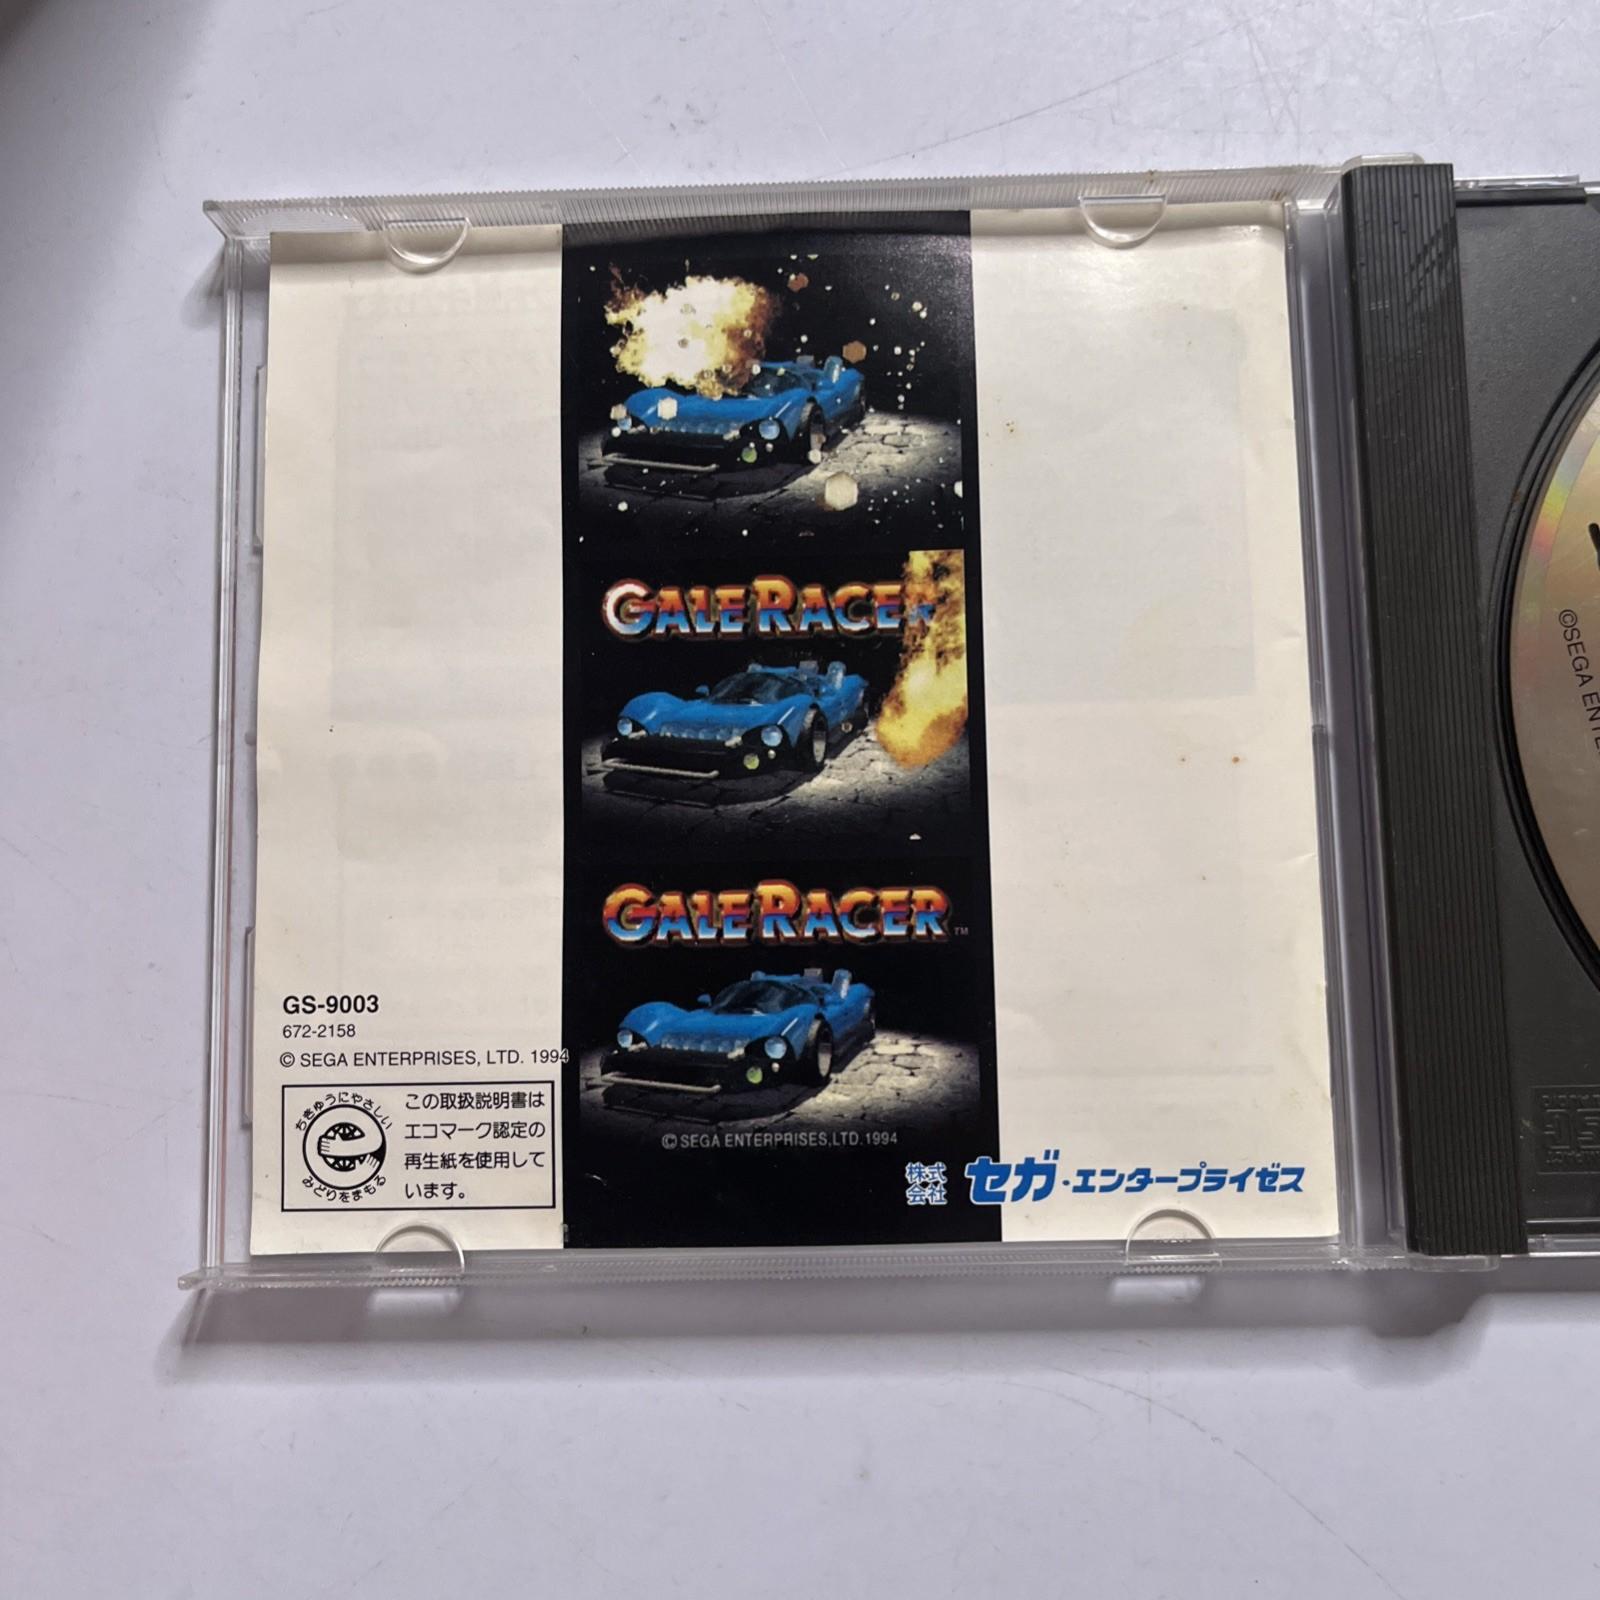 GALE RACER
GALE RACER™
©SEGA ENTERPRISES,LTD.1994
GS-9003
672-2158
© SEGA ENTERPRISES, LTD. 1994
ちきゅうにやさしい
みどりをまもる
この取扱説明書は
エコマーク認定の
再生紙を使用して
います。
株式会社 セガ・エンタープライゼス
©SEGA